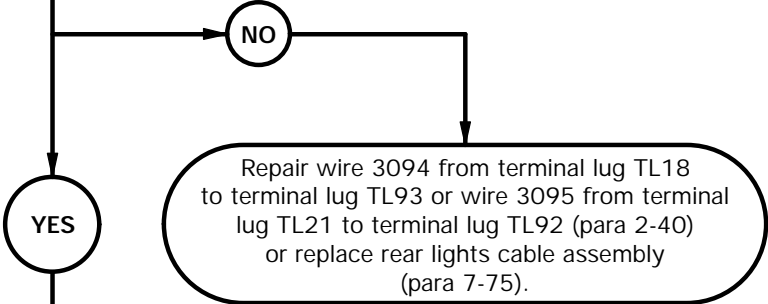 NO
Repair wire 3094 from terminal lug TL18
to terminal lug TL93 or wire 3095 from terminal
lug TL21 to terminal lug TL92 (para 2-40)
or replace rear lights cable assembly
(para 7-75).
YES